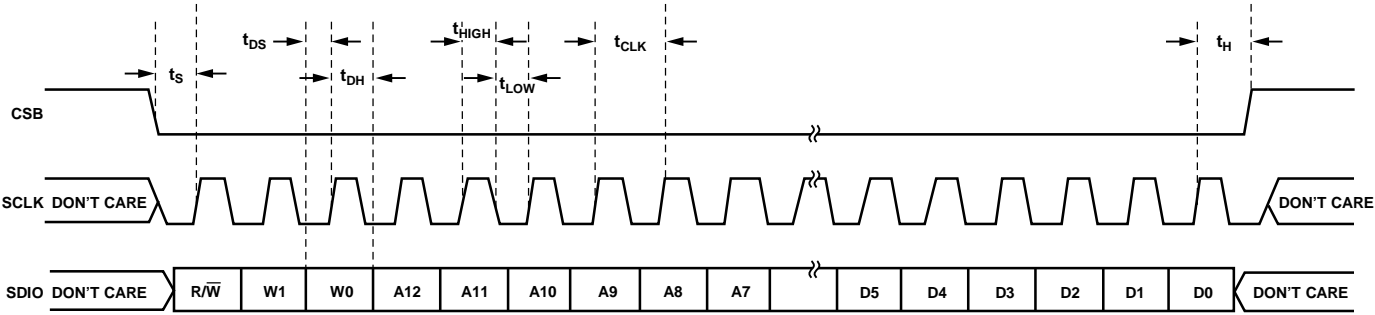 tDS
tHIGH
tCLK
tH
tS
tDH
tLOW
CSB
SCLK DON'T CARE
DON'T CARE
SDIO DON'T CARE R/W̅ W1 W0 A12 A11 A10 A9 A8 A7 D5 D4 D3 D2 D1 D0 DON'T CARE